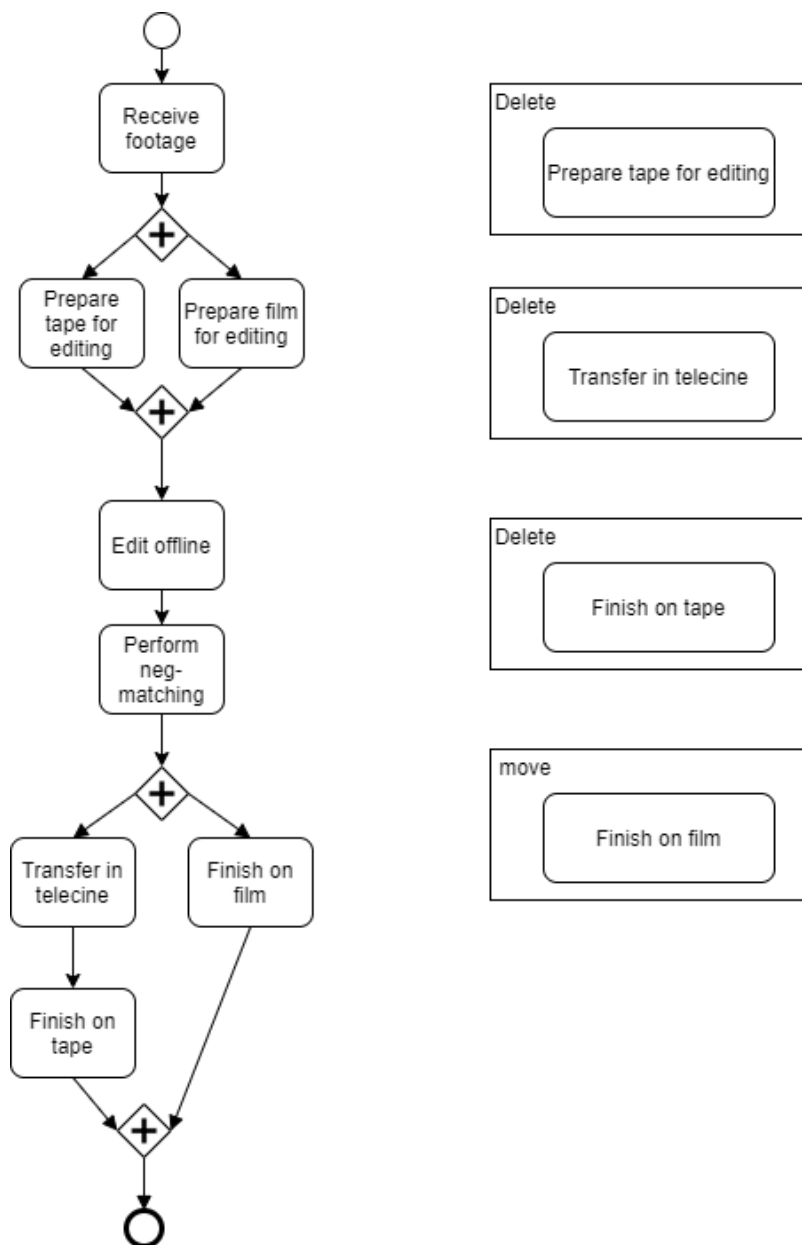 Receive
footage
Prepare
tape for
editing
Prepare film
for editing
Edit offline
Perform
neg-
matching
Transfer in
telecine
Finish on
film
Finish on
tape
Delete
Prepare tape for editing
Delete
Transfer in telecine
Delete
Finish on tape
move
Finish on film